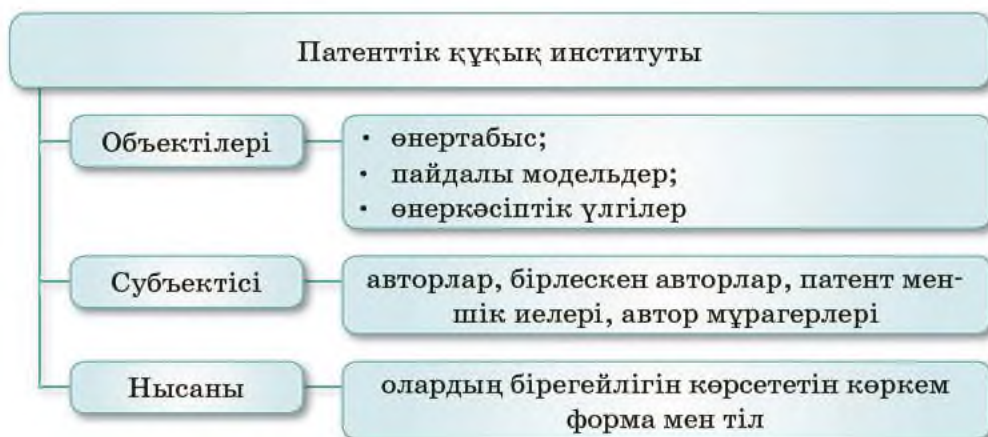 Патенттік құқық институты
Объектілері
• өнертабыс;
• пайдалы модельдер;
• өнеркәсіптік үлгілер
Субъектісі
авторлар, бірлескен авторлар, патент мен-
шік иелері, автор мұрагерлері
Нысаны
олардың бірегейлігін көрсететін көркем
форма мен тіл